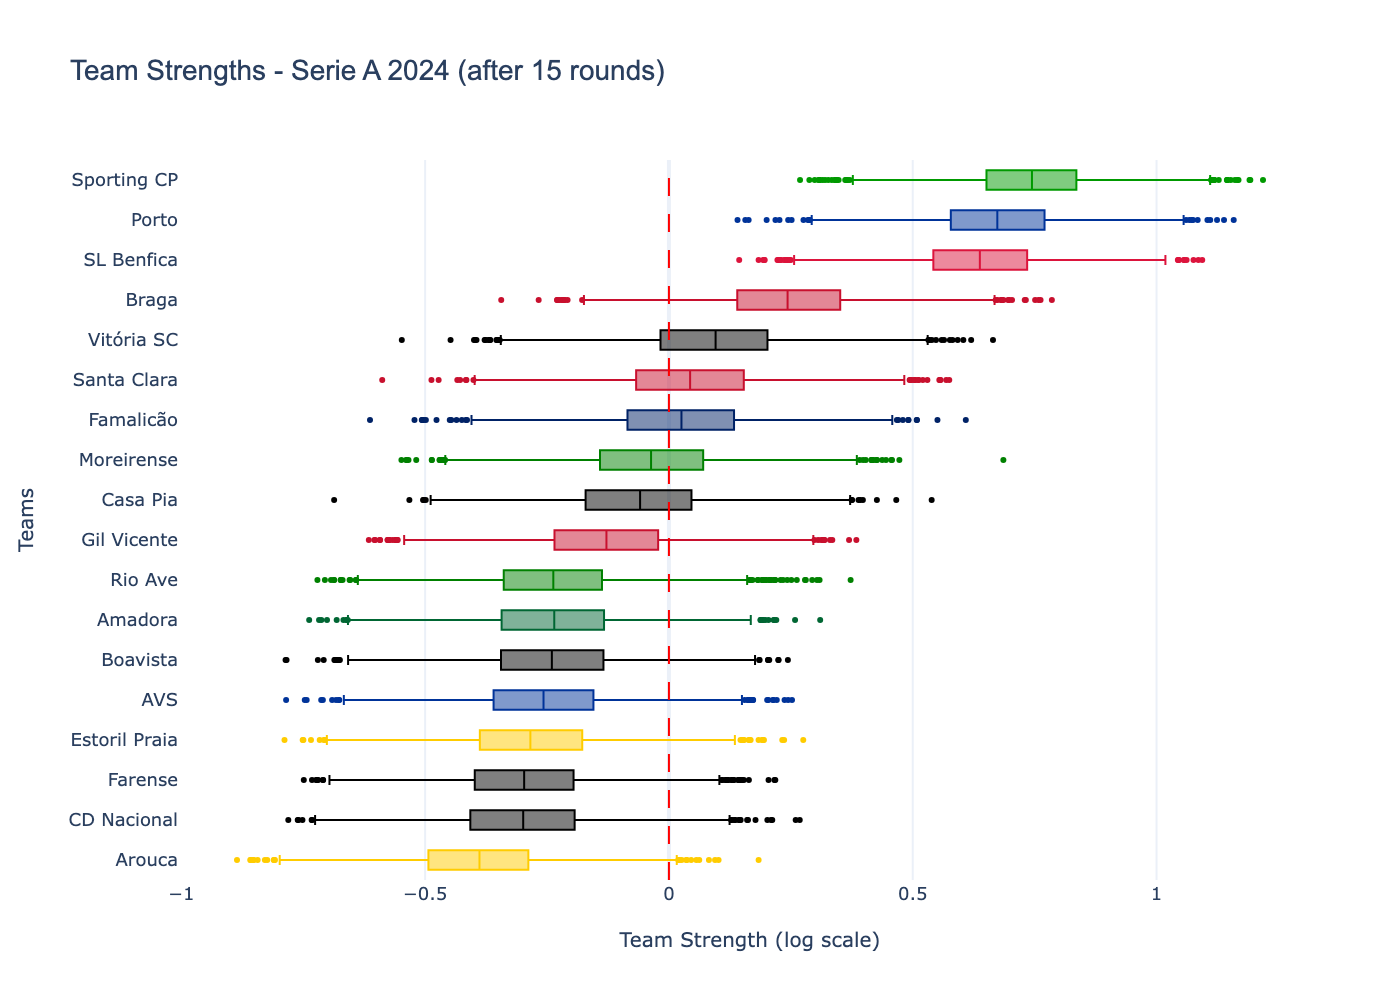 Team Strengths - Serie A 2024 (after 15 rounds)
Sporting CP
Porto
SL Benfica
Braga
Vitória SC
Santa Clara
Famalicão
Moreirense
Casa Pia
Gil Vicente
Rio Ave
Amadora
Boavista
AVS
Estoril Praia
Farense
CD Nacional
Arouca
Teams
−1 −0.5 0 0.5 1
Team Strength (log scale)